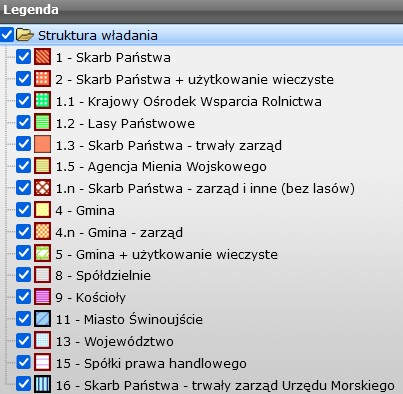 Legenda
Struktura władania
1 - Skarb Państwa
2 - Skarb Państwa + użytkowanie wieczyste
1.1 - Krajowy Ośrodek Wsparcia Rolnictwa
1.2 - Lasy Państwowe
1.3 - Skarb Państwa - trwały zarząd
1.5 - Agencja Mienia Wojskowego
1.n - Skarb Państwa - zarząd i inne (bez lasów)
4 - Gmina
4.n - Gmina - zarząd
5 - Gmina + użytkowanie wieczyste
8 - Spółdzielnie
9 - Kościoły
11 - Miasto Świnoujście
13 - Województwo
15 - Spółki prawa handlowego
16 - Skarb Państwa - trwały zarząd Urzędu Morskiego